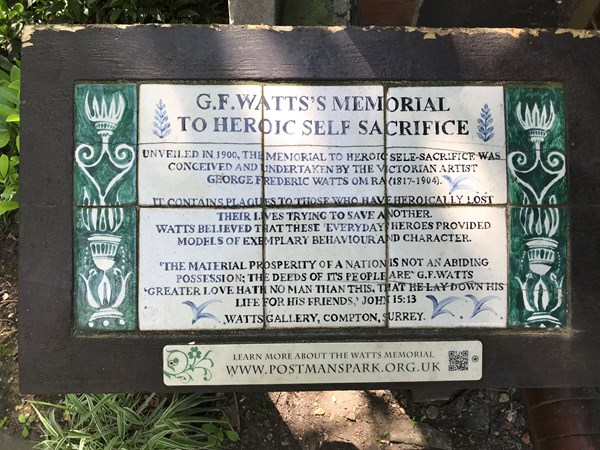 G.F.WATTS'S MEMORIAL
TO HEROIC SELF SACRIFICE
UNVEILED IN 1900, THE MEMORIAL TO HEROIC SELF-SACRIFICE WAS
CONCEIVED AND UNDERTAKEN BY THE VICTORIAN ARTIST
GEORGE FREDERIC WATTS OM RA (1817-1904).
IT CONTAINS PLAQUES TO THOSE WHO HAVE HEROICALLY LOST
THEIR LIVES TRYING TO SAVE ANOTHER.
WATTS BELIEVED THAT THESE 'EVERYDAY' HEROES PROVIDED
MODELS OF EXEMPLARY BEHAVIOUR AND CHARACTER.
'THE MATERIAL PROSPERITY OF A NATION IS NOT AN ABIDING
POSSESSION; THE DEEDS OF ITS PEOPLE ARE.' G.F.WATTS
'GREATER LOVE HATH NO MAN THAN THIS, THAT HE LAY DOWN HIS
LIFE FOR HIS FRIENDS.' JOHN 15:13
WATTS GALLERY, COMPTON, SURREY.
LEARN MORE ABOUT THE WATTS MEMORIAL
WWW.POSTMANSPARK.ORG.UK